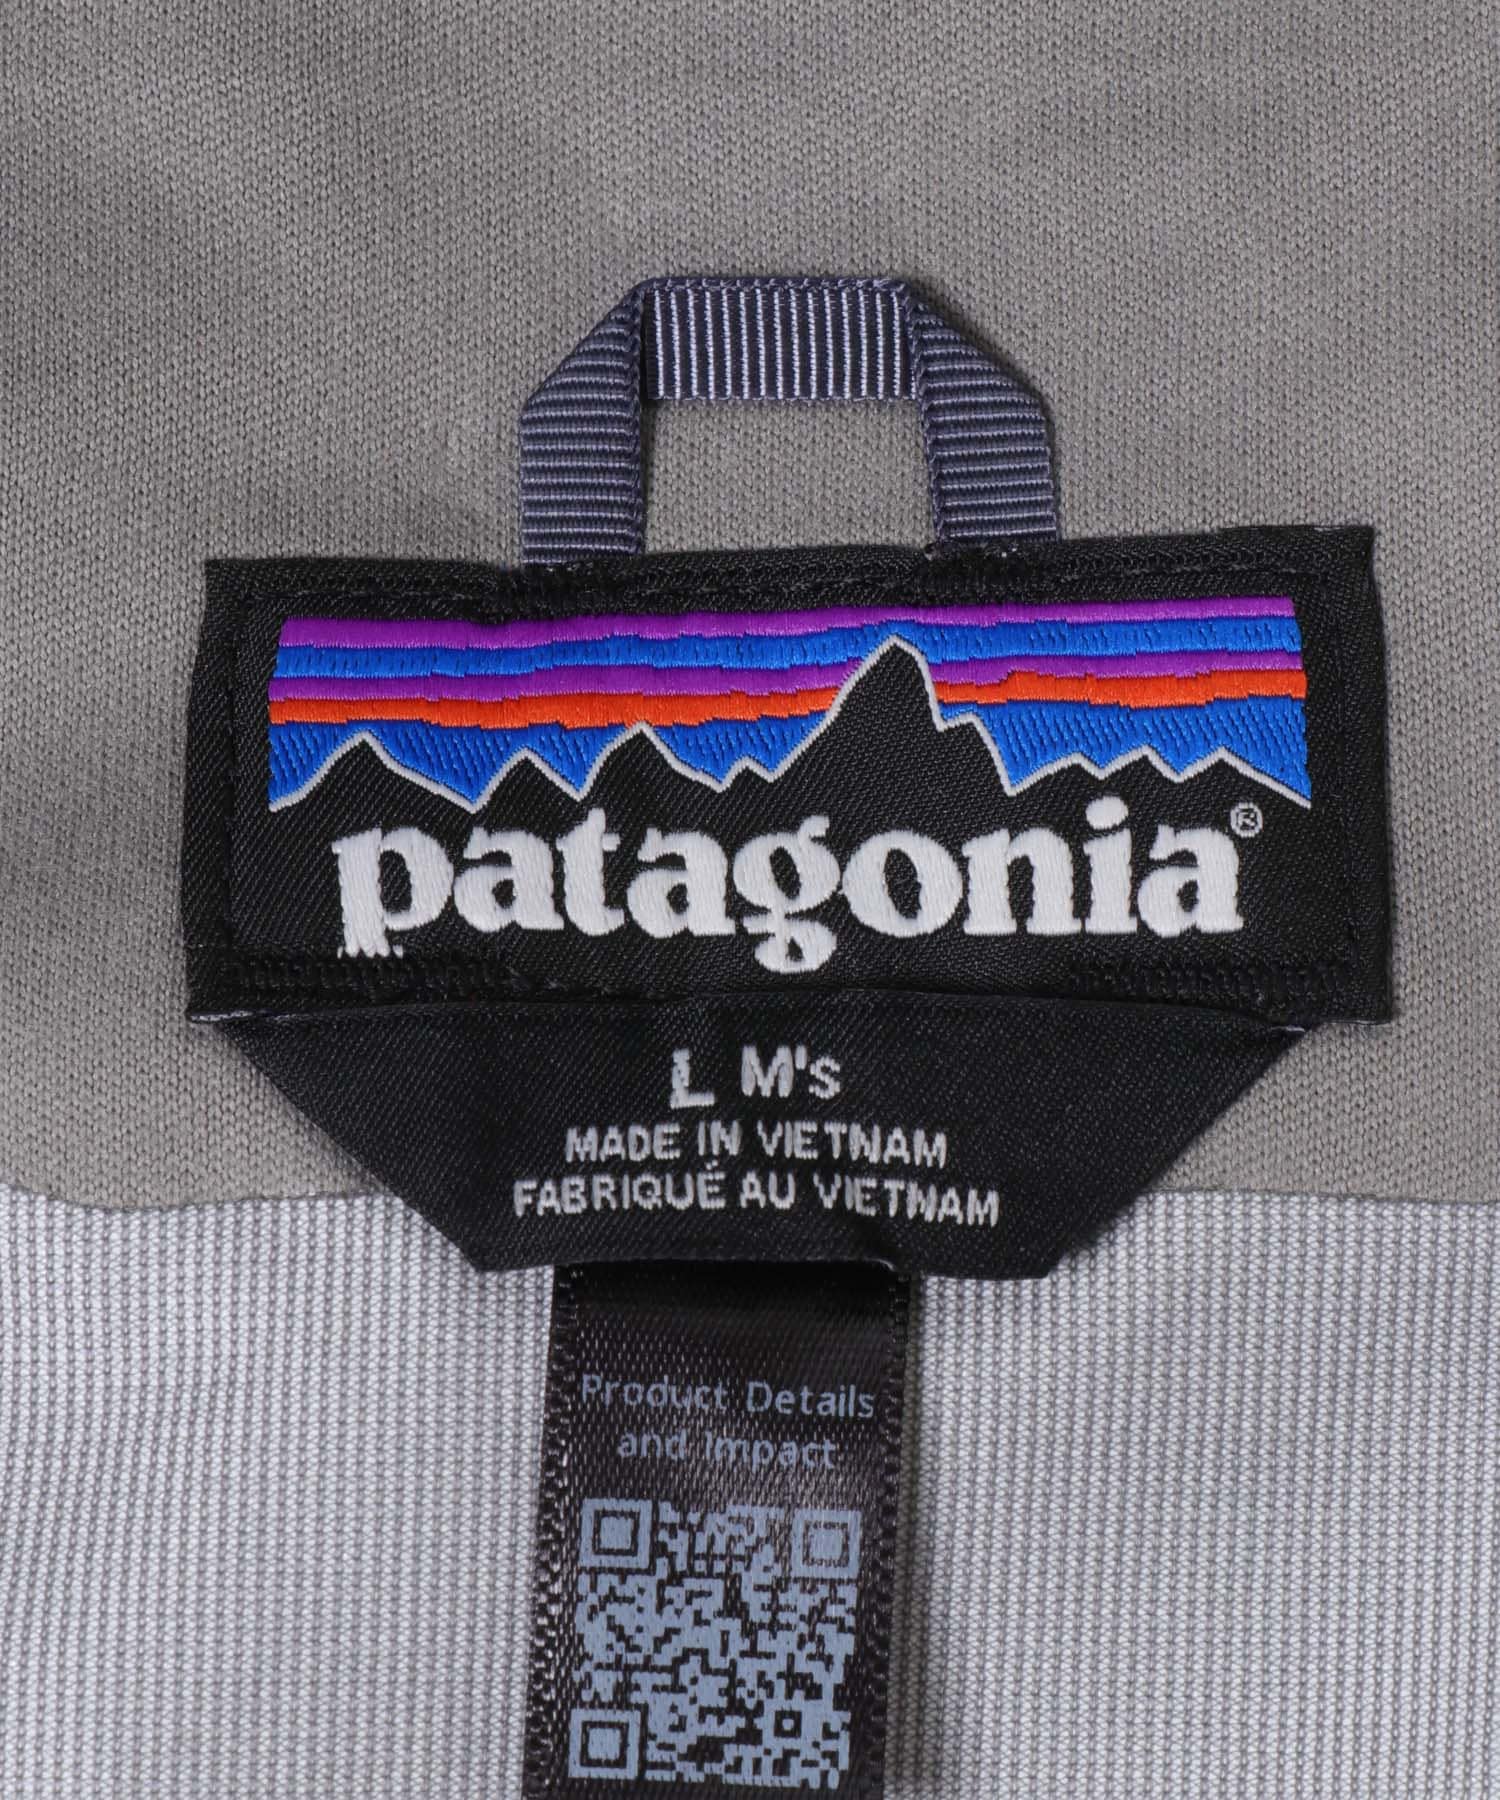 patagonia®
L M's
MADE IN VIETNAM
FABRIQUÉ AU VIETNAM
Product Details
and Impact